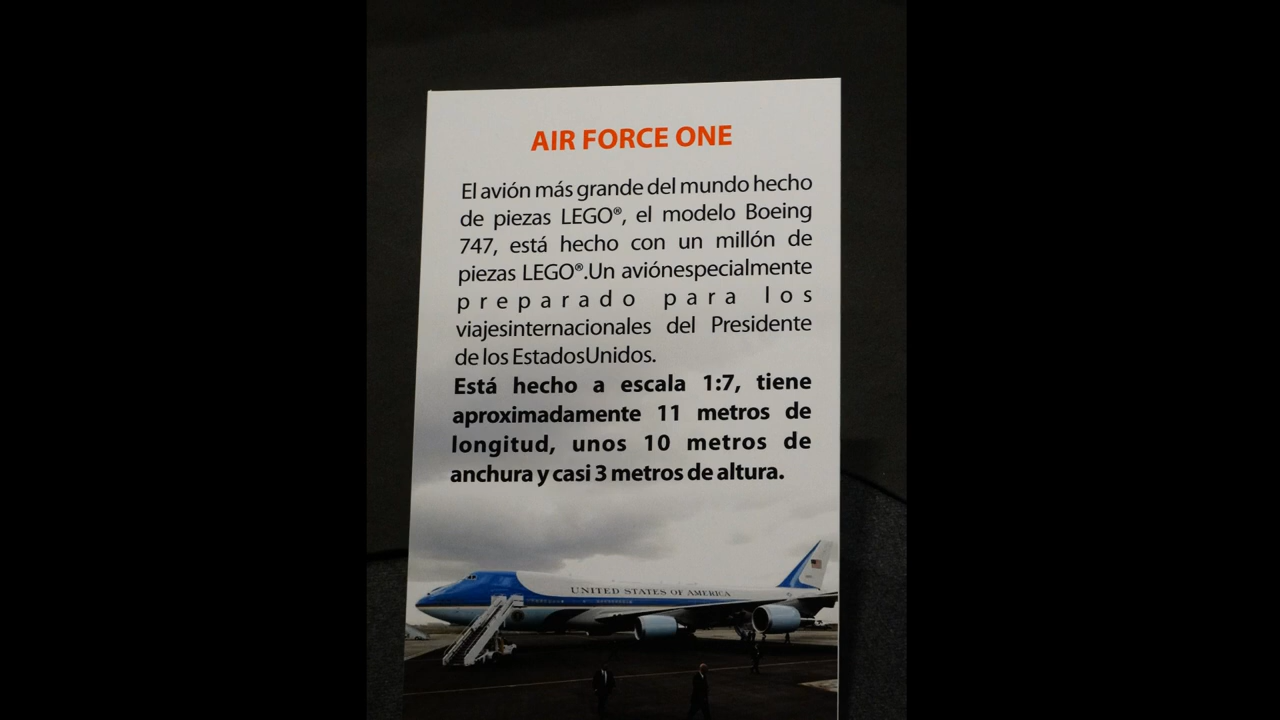 AIR FORCE ONE
El avión más grande del mundo hecho
de piezas LEGO®, el modelo Boeing
747, está hecho con un millón de
piezas LEGO®.Un aviónespecialmente
preparado para los
viajesinternacionales del Presidente
de los EstadosUnidos.
Está hecho a escala 1:7, tiene
aproximadamente 11 metros de
longitud, unos 10 metros de
anchura y casi 3 metros de altura.
UNITED STATES OF AMERICA